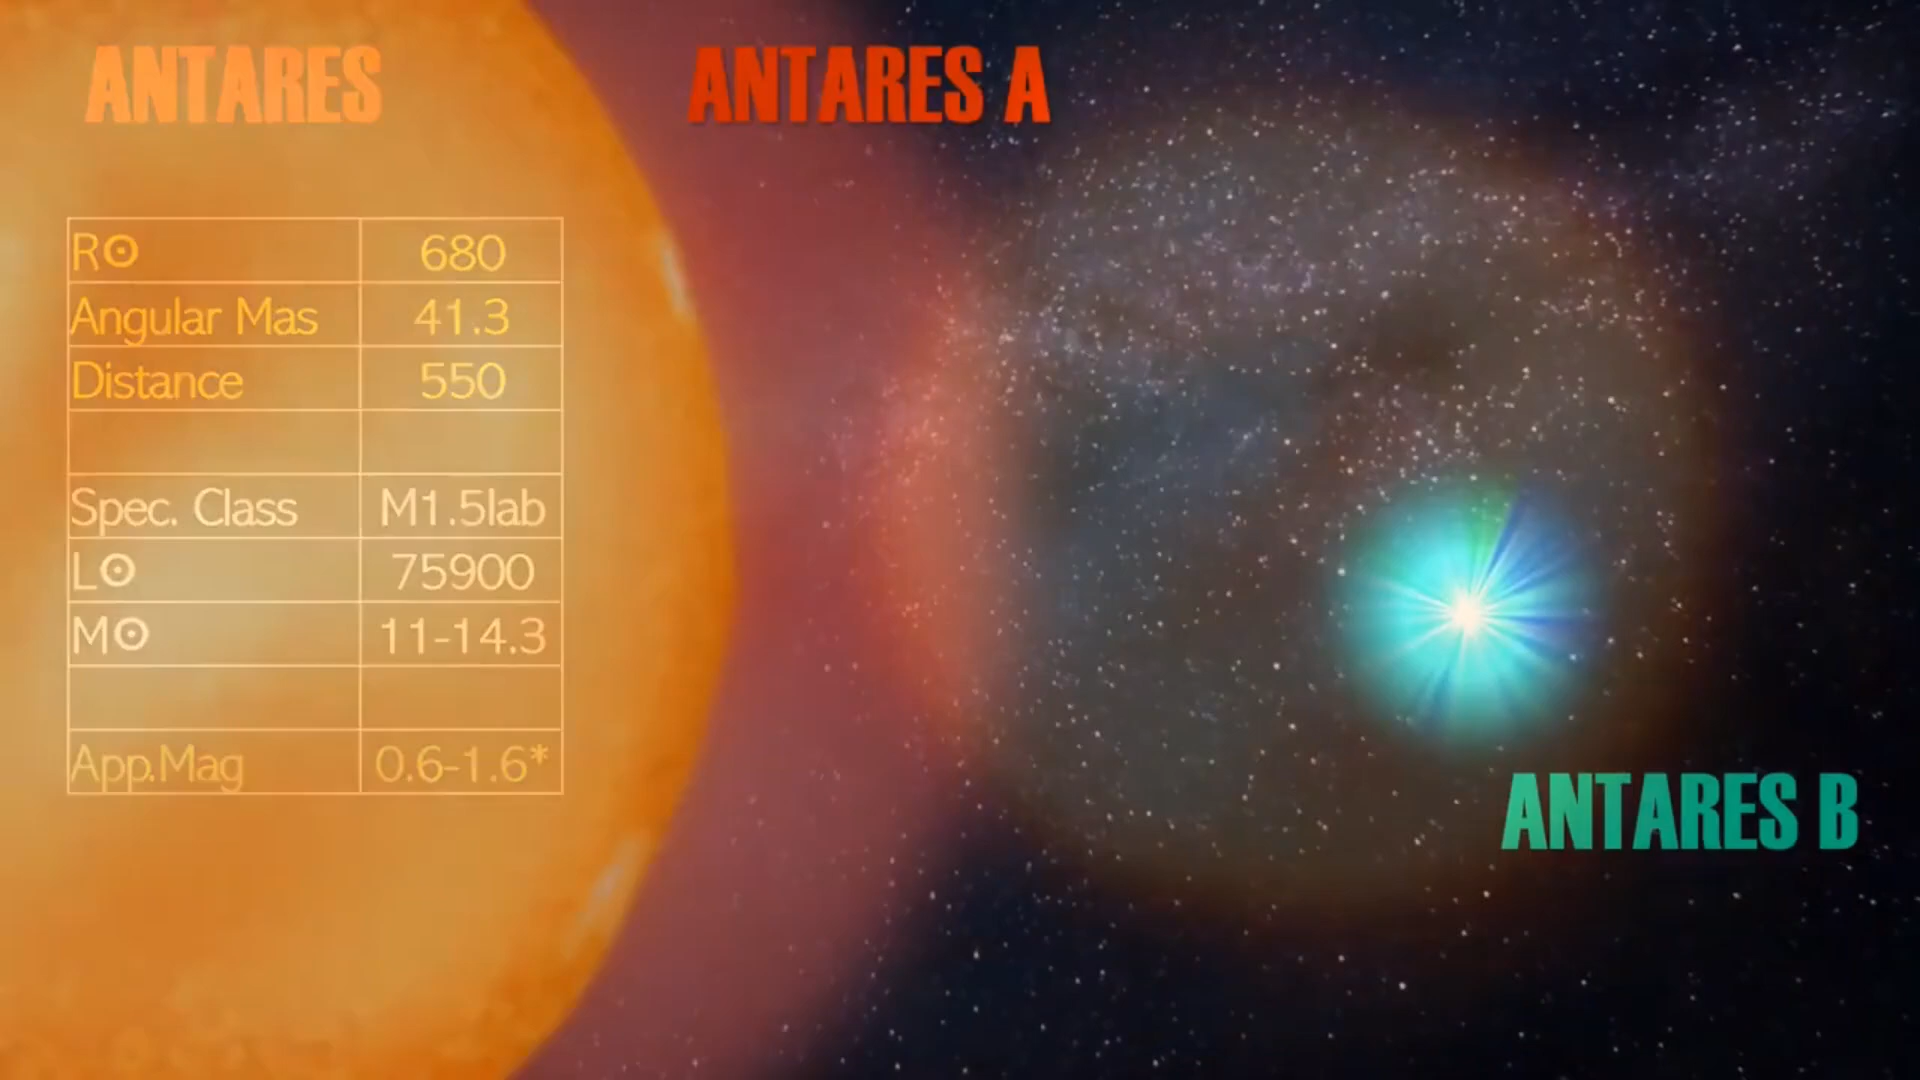 ANTARES
ANTARES A
R☉ 680
Angular Mas 41.3
Distance 550
Spec. Class M1.5lab
L☉ 75900
M☉ 11-14.3
App.Mag 0.6-1.6*
ANTARES B